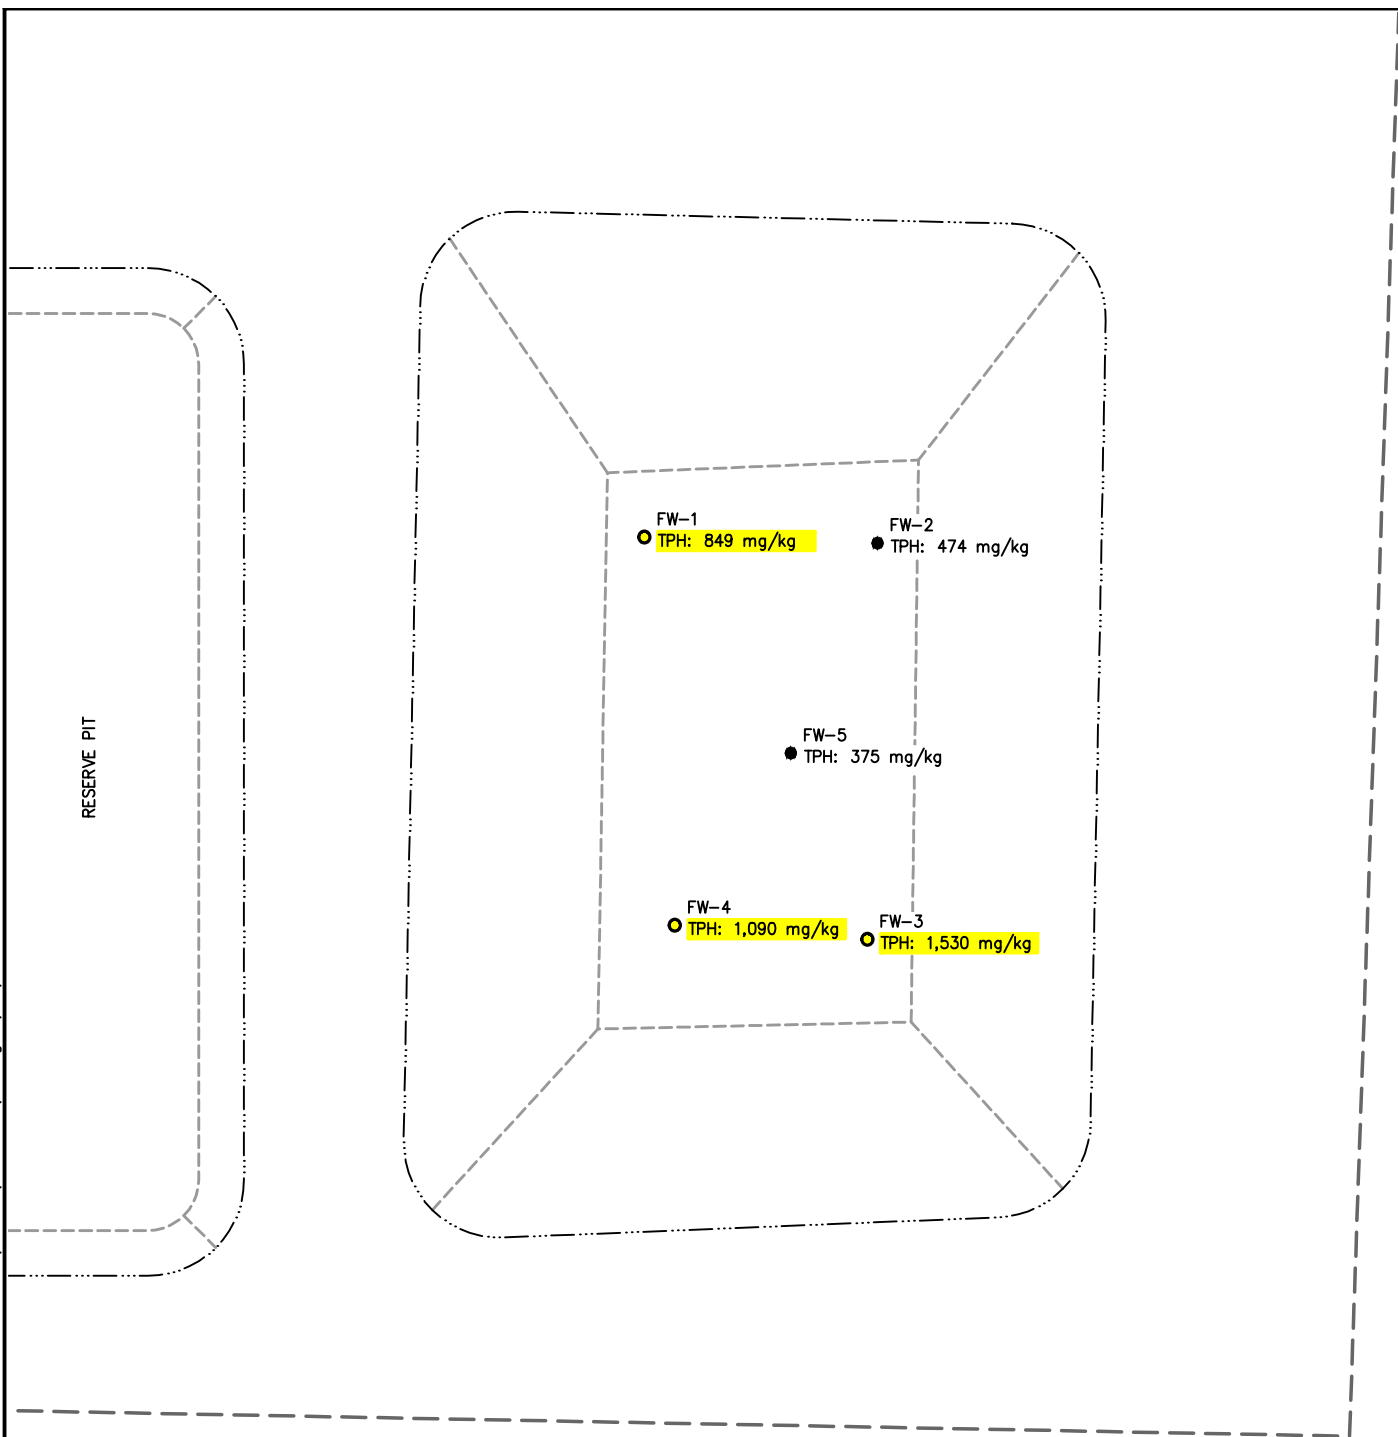 FW-1
TPH: 849 mg/kg
FW-2
TPH: 474 mg/kg
RESERVE PIT
FW-5
TPH: 375 mg/kg
FW-4
TPH: 1,090 mg/kg
FW-3
TPH: 1,530 mg/kg